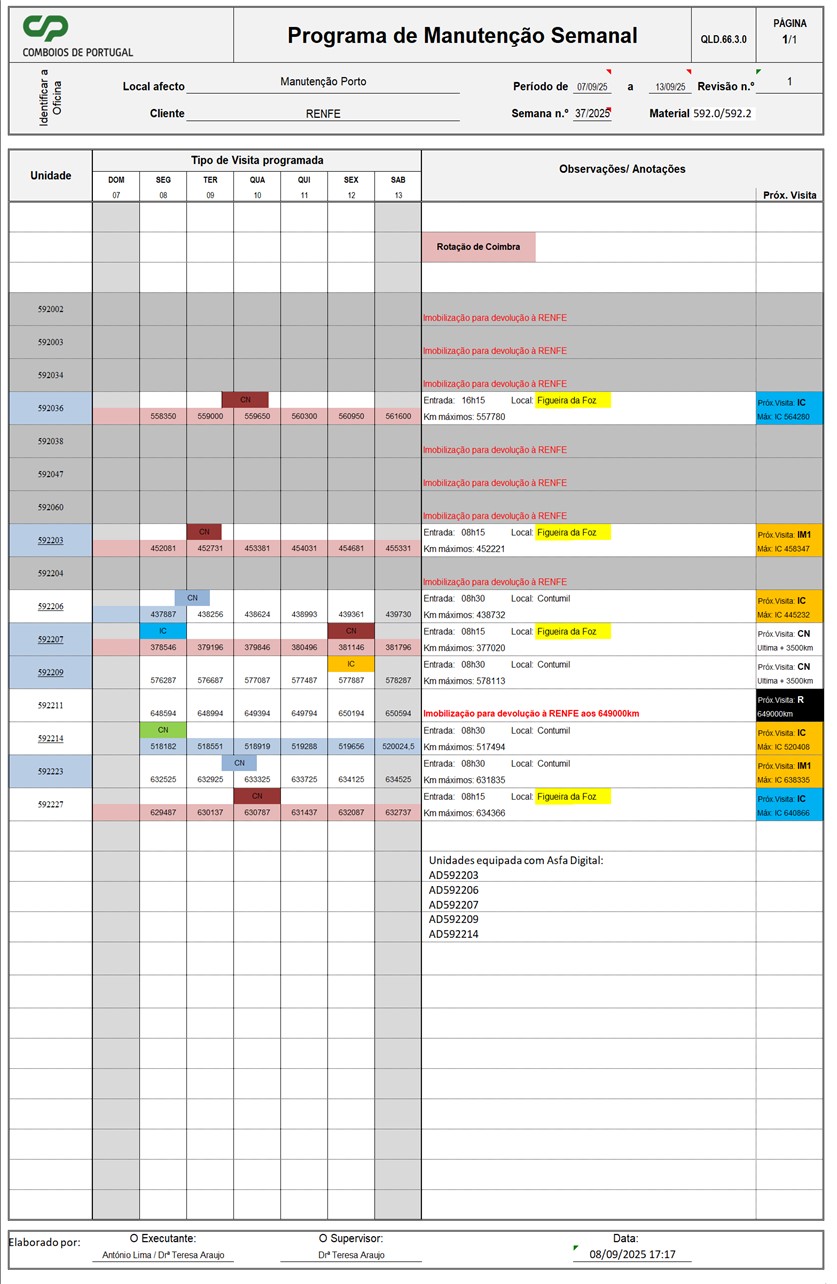 CP
COMBOIOS DE PORTUGAL
Programa de Manutenção Semanal
QLD.66.3.0
PÀGINA
1/1
Identificar a Oficina
Local afecto Manutenção Porto
Período de 07/09/25 a 13/09/25 Revisão n.º 1
Cliente RENFE
Semana n.º 37/2025 Material 592.0/592.2
Unidade
Tipo de Visita programada
Observações/ Anotações
DOM SEG TER QUA QUI SEX SAB
07 08 09 10 11 12 13
Próx. Visita
Rotação de Coimbra
592002
Imobilização para devolução à RENFE
592003
Imobilização para devolução à RENFE
592034
Imobilização para devolução à RENFE
592036
CN
Entrada: 16h15 Local: Figueira da Foz
Próx.Visita: IC
558350 559000 559650 560300 560950 561600
Km máximos: 557780
Máx: IC 564280
592038
Imobilização para devolução à RENFE
592047
Imobilização para devolução à RENFE
592060
Imobilização para devolução à RENFE
592203
CN
Entrada: 08h15 Local: Figueira da Foz
Próx.Visita: IM1
452081 452731 453381 454031 454681 455331
Km máximos: 452221
Máx: IC 458347
592204
Imobilização para devolução à RENFE
592206
CN
Entrada: 08h30 Local: Contumil
Próx.Visita: IC
437887 438256 438624 438993 439361 439730
Km máximos: 438732
Máx: IC 445232
592207
IC CN
Entrada: 08h15 Local: Figueira da Foz
Próx.Visita: CN
378546 379196 379846 380496 381146 381796
Km máximos: 377020
Ultima + 3500km
592209
IC
Entrada: 08h30 Local: Contumil
Próx.Visita: CN
576287 576687 577087 577487 577887 578287
Km máximos: 578113
Ultima + 3500km
592211
Próx.Visita: R
648594 648994 649394 649794 650194 650594
Imobilização para devolução à RENFE aos 649000km
649000km
592214
CN
Entrada: 08h30 Local: Contumil
Próx.Visita: IC
518182 518551 518919 519288 519656 520024,5
Km máximos: 517494
Máx: IC 520408
592223
CN
Entrada: 08h30 Local: Contumil
Próx.Visita: IM1
632525 632925 633325 633725 634125 634525
Km máximos: 631835
Máx: IC 638335
592227
CN
Entrada: 08h15 Local: Figueira da Foz
Próx.Visita: IC
629487 630137 630787 631437 632087 632737
Km máximos: 634366
Máx: IC 640866
Unidades equipada com Asfa Digital:
AD592203
AD592206
AD592207
AD592209
AD592214
Elaborado por:
O Executante:
António Lima / Drª Teresa Araujo
O Supervisor:
Drª Teresa Araujo
Data:
08/09/2025 17:17